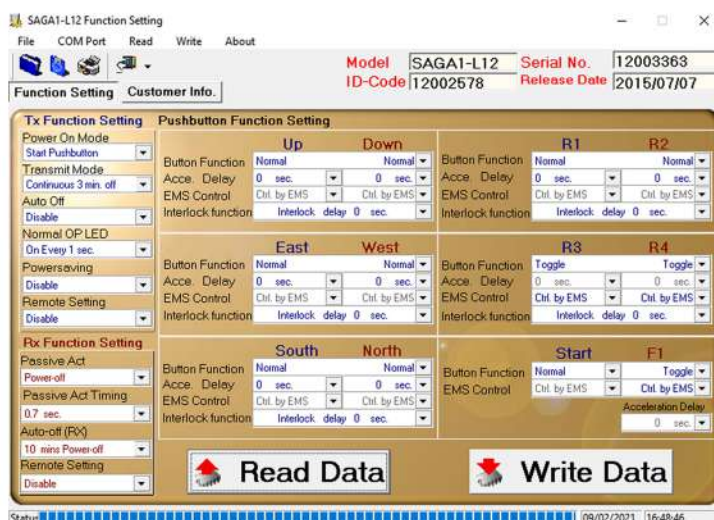 SAGA1-L12 Function Setting
File COM Port Read Write About
Model SAGA1-L12 Serial No. 12003363
ID-Code 12002578 Release Date 2015/07/07
Function Setting Customer Info.
Tx Function Setting
Power On Mode
Start Pushbutton
Transmit Mode
Continuous 3 min. off
Auto Off
Disable
Normal OP LED
On Every 1 sec.
Powersaving
Disable
Remote Setting
Disable
Rx Function Setting
Passive Act
Power-off
Passive Act Timing
0.7 sec.
Auto-off (RX)
10 mins Power-off
Remote Setting
Disable
Pushbutton Function Setting
Up Down
Button Function Normal Normal
Acce. Delay 0 sec. 0 sec.
EMS Control Ctrl. by EMS Ctrl. by EMS
Interlock function Interlock delay 0 sec.
R1 R2
Button Function Normal Normal
Acce. Delay 0 sec. 0 sec.
EMS Control Ctrl. by EMS Ctrl. by EMS
Interlock function Interlock delay 0 sec.
East West
Button Function Normal Normal
Acce. Delay 0 sec. 0 sec.
EMS Control Ctrl. by EMS Ctrl. by EMS
Interlock function Interlock delay 0 sec.
R3 R4
Button Function Toggle Toggle
Acce. Delay 0 sec. 0 sec.
EMS Control Ctrl. by EMS Ctrl. by EMS
Interlock function Interlock delay 0 sec.
South North
Button Function Normal Normal
Acce. Delay 0 sec. 0 sec.
EMS Control Ctrl. by EMS Ctrl. by EMS
Interlock function Interlock delay 0 sec.
Start F1
Button Function Normal Toggle
EMS Control Ctrl. by EMS Ctrl. by EMS
Acceleration Delay
0 sec.
Read Data Write Data
Status 09/02/2021 16:48:46